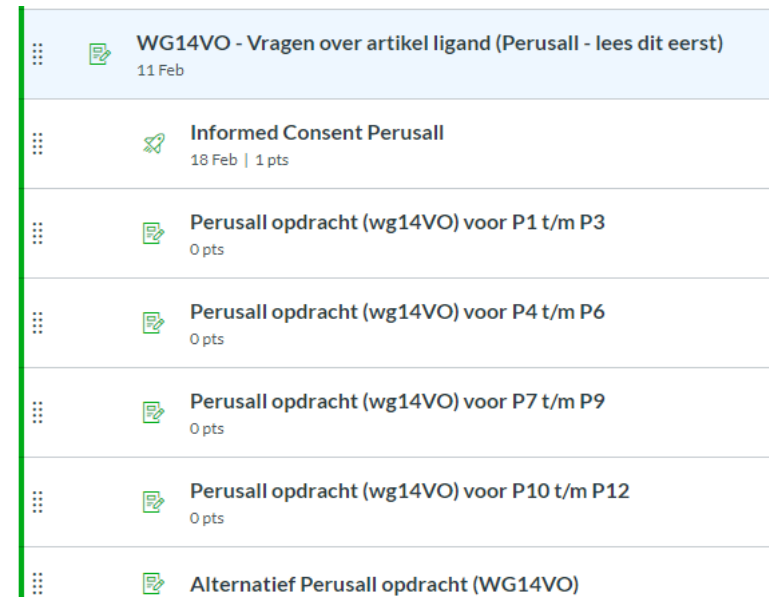 WG14VO - Vragen over artikel ligand (Perusall - lees dit eerst)
11 Feb
Informed Consent Perusall
18 Feb | 1 pts
Perusall opdracht (wg14VO) voor P1 t/m P3
0 pts
Perusall opdracht (wg14VO) voor P4 t/m P6
0 pts
Perusall opdracht (wg14VO) voor P7 t/m P9
0 pts
Perusall opdracht (wg14VO) voor P10 t/m P12
0 pts
Alternatief Perusall opdracht (WG14VO)